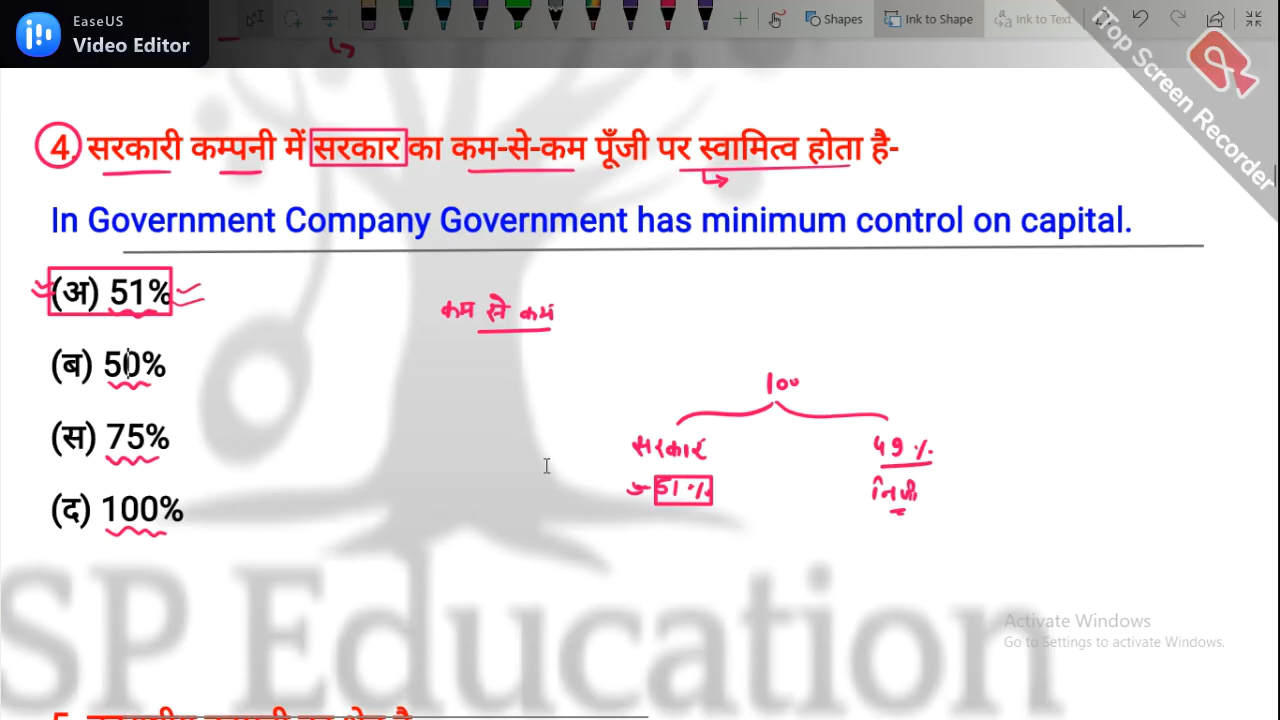 EaseUS
Video Editor
Shapes
Ink to Shape
Ink to Text
iTop Screen Recorder
4. सरकारी कम्पनी में सरकार का कम-से-कम पूँजी पर स्वामित्व होता है-
In Government Company Government has minimum control on capital.
(अ) 51%
कम से कम
(ब) 50%
100
(स) 75%
सरकार
49 %
51 %
निजी
(द) 100%
SP Education
Activate Windows
Go to Settings to activate Windows.